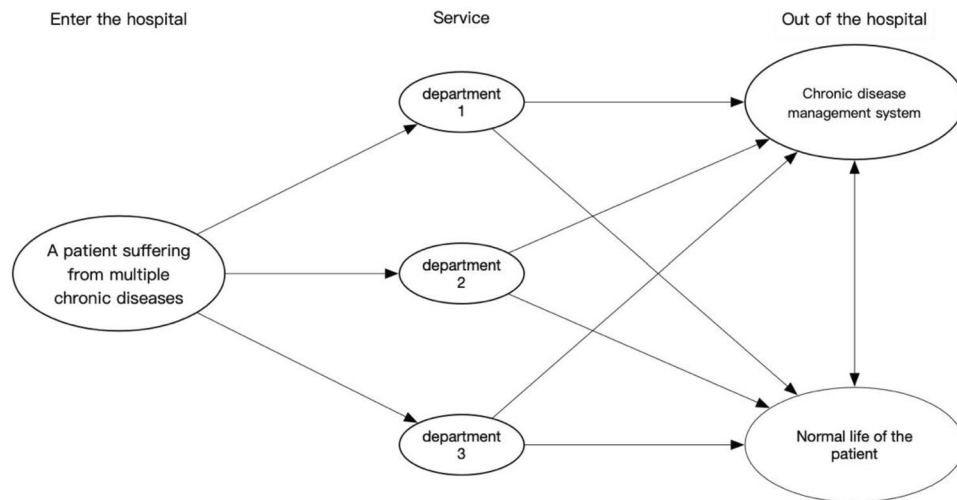 Enter the hospital
Service
Out of the hospital
department
1
Chronic disease
management system
A patient suffering
from multiple
chronic diseases
department
2
department
3
Normal life of the
patient